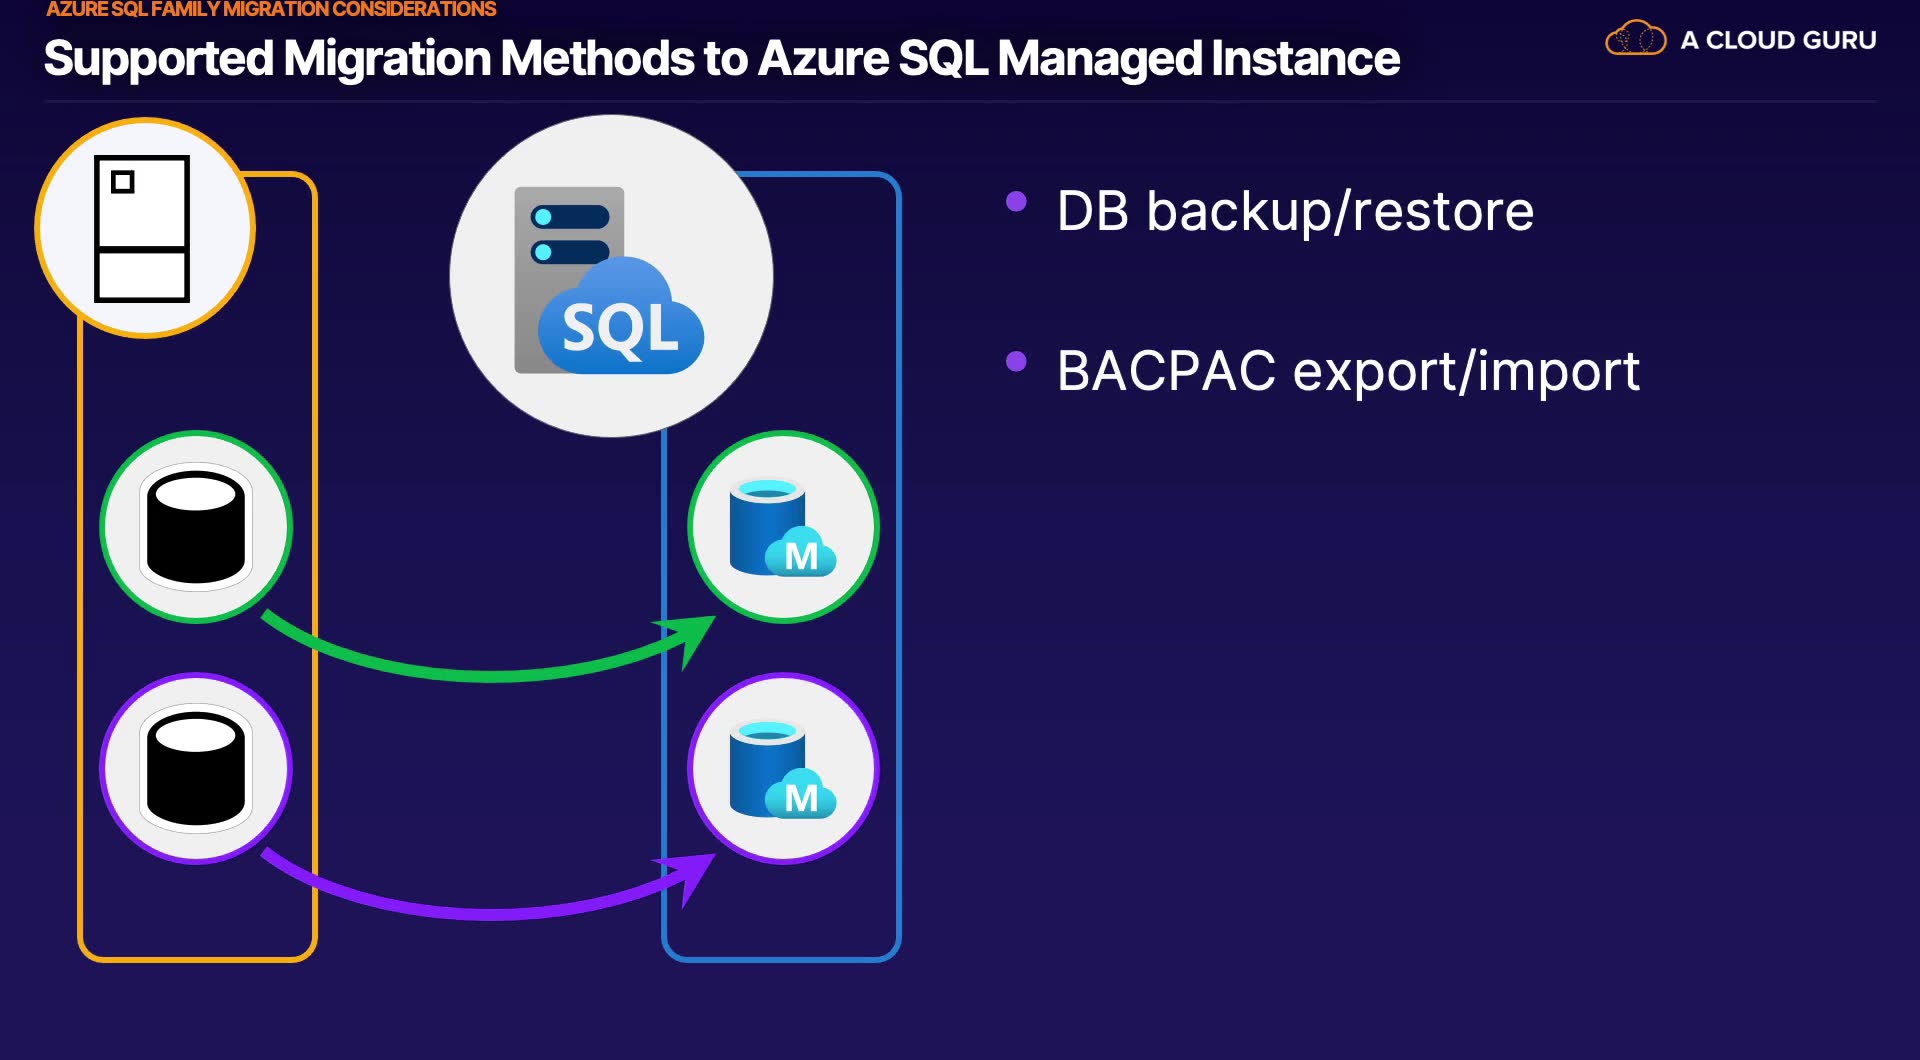 AZURE SQL FAMILY MIGRATION CONSIDERATIONS
Supported Migration Methods to Azure SQL Managed Instance
A CLOUD GURU
SQL
DB backup/restore
BACPAC export/import
M
M